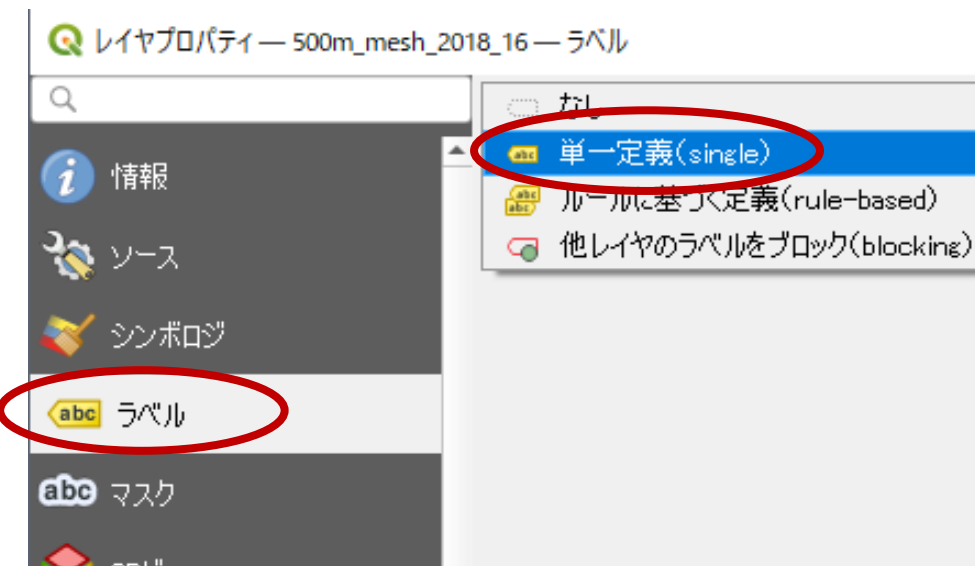 レイヤプロパティ — 500m_mesh_2018_16 — ラベル
なし
単一定義(single)
ルールに基づく定義(rule-based)
他レイヤのラベルをブロック(blocking)
情報
ソース
シンボロジ
abc ラベル
abc マスク